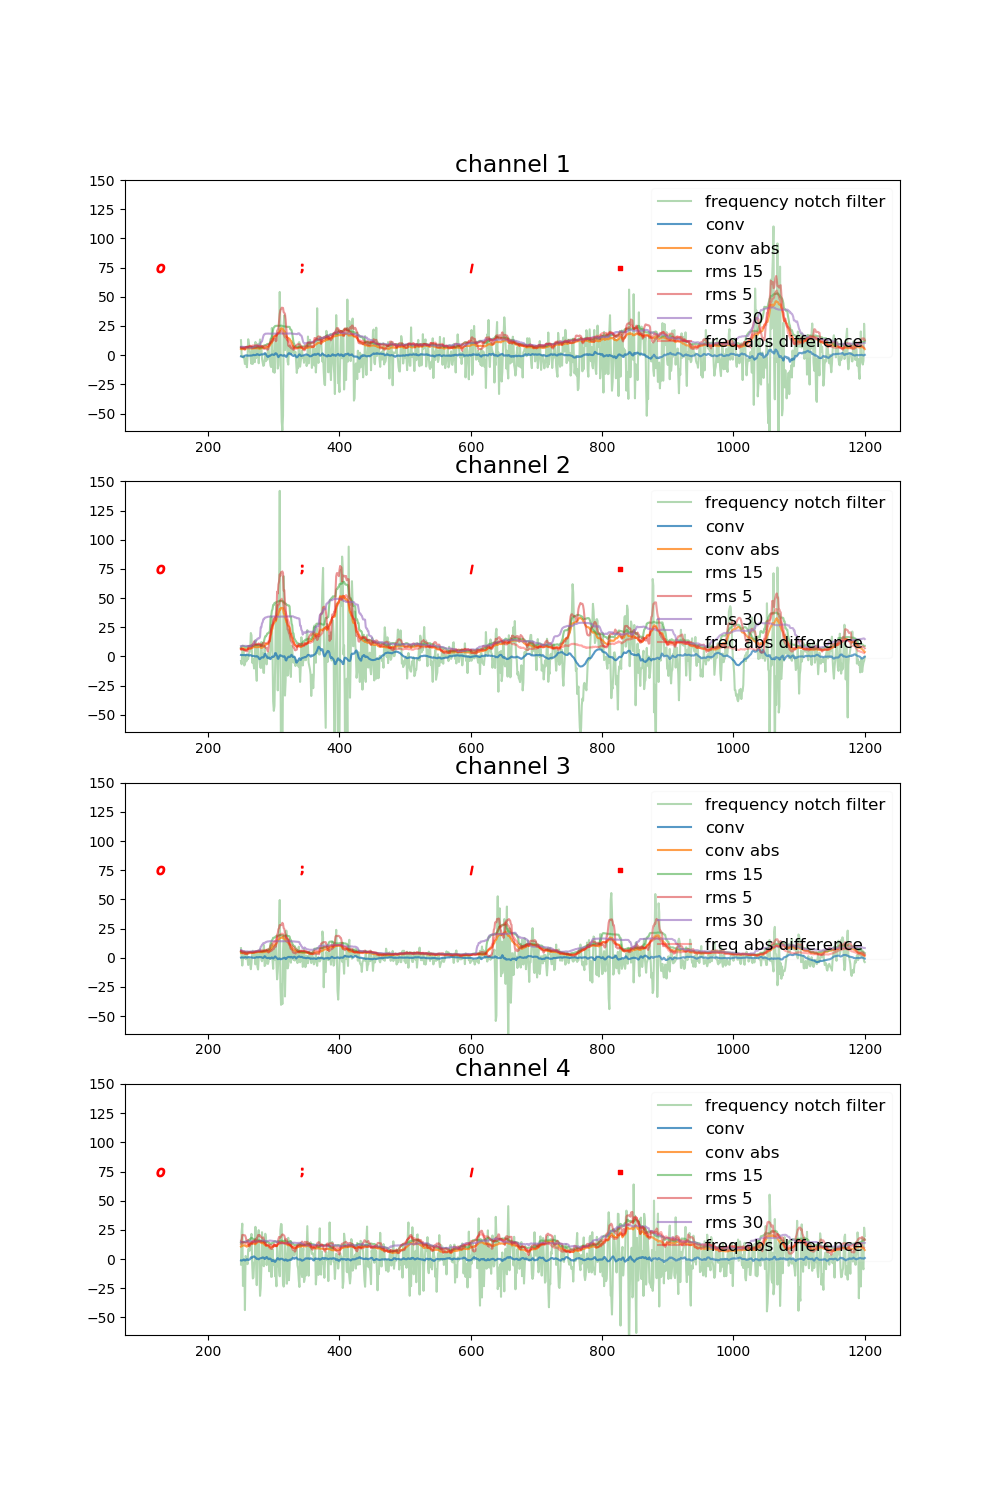 channel 1
150
125
100
75
50
25
0
−25
−50
frequency notch filter
conv
conv abs
rms 15
rms 5
rms 30
freq abs difference
o ; / .
200 400 600 800 1000 1200
channel 2
150
125
100
75
50
25
0
−25
−50
frequency notch filter
conv
conv abs
rms 15
rms 5
rms 30
freq abs difference
o ; / .
200 400 600 800 1000 1200
channel 3
150
125
100
75
50
25
0
−25
−50
frequency notch filter
conv
conv abs
rms 15
rms 5
rms 30
freq abs difference
o ; / .
200 400 600 800 1000 1200
channel 4
150
125
100
75
50
25
0
−25
−50
frequency notch filter
conv
conv abs
rms 15
rms 5
rms 30
freq abs difference
o ; / .
200 400 600 800 1000 1200